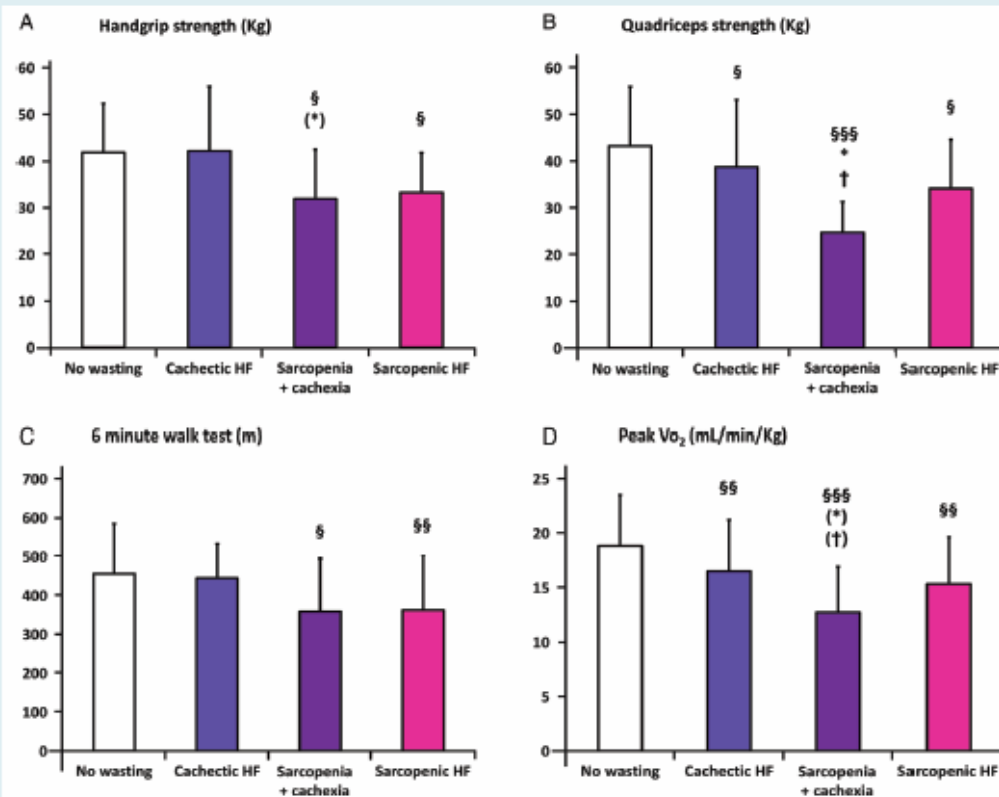 A
Handgrip strength (Kg)
60
50
40
30
20
10
0
§
(*)
§
No wasting
Cachectic HF
Sarcopenia
+ cachexia
Sarcopenic HF
B
Quadriceps strength (Kg)
60
50
40
30
20
10
0
§
§§§
*
†
§
No wasting
Cachectic HF
Sarcopenia
+ cachexia
Sarcopenic HF
C
6 minute walk test (m)
700
600
500
400
300
200
100
0
§
§§
No wasting
Cachectic HF
Sarcopenia
+ cachexia
Sarcopenic HF
D
Peak Vo₂ (mL/min/Kg)
25
20
15
10
5
0
§§
§§§
(*)
(†)
§§
No wasting
Cachectic HF
Sarcopenia
+ cachexia
Sarcopenic HF